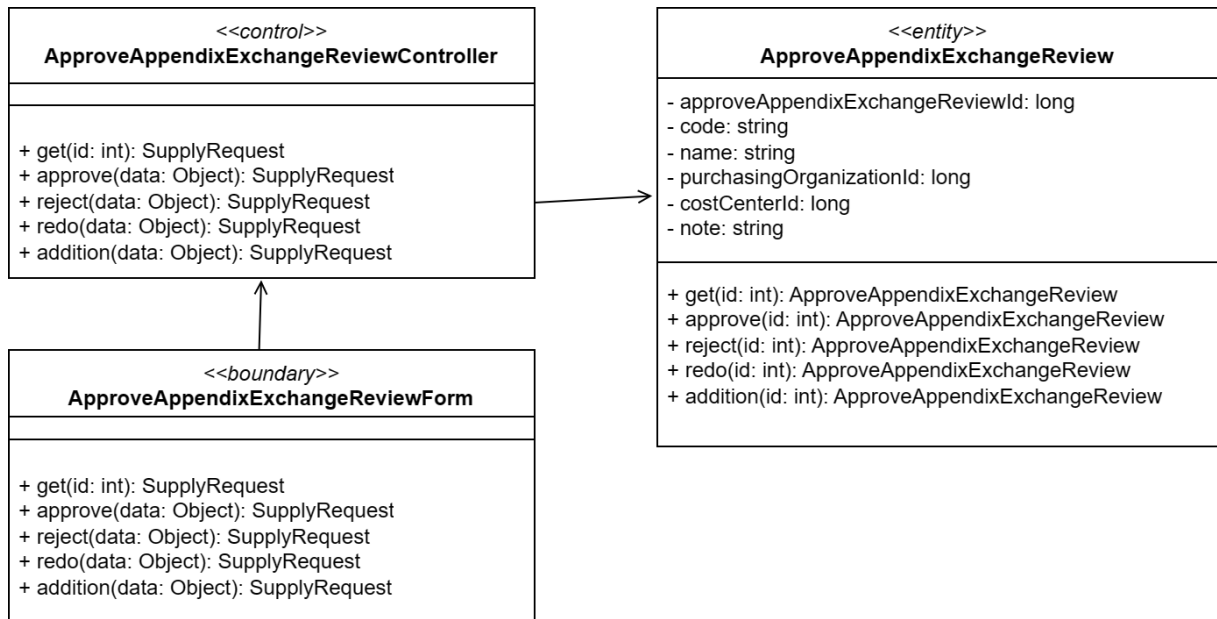 <<control>>
ApproveAppendixExchangeReviewController
+ get(id: int): SupplyRequest
+ approve(data: Object): SupplyRequest
+ reject(data: Object): SupplyRequest
+ redo(data: Object): SupplyRequest
+ addition(data: Object): SupplyRequest
<<boundary>>
ApproveAppendixExchangeReviewForm
+ get(id: int): SupplyRequest
+ approve(data: Object): SupplyRequest
+ reject(data: Object): SupplyRequest
+ redo(data: Object): SupplyRequest
+ addition(data: Object): SupplyRequest
<<entity>>
ApproveAppendixExchangeReview
- approveAppendixExchangeReviewId: long
- code: string
- name: string
- purchasingOrganizationId: long
- costCenterId: long
- note: string
+ get(id: int): ApproveAppendixExchangeReview
+ approve(id: int): ApproveAppendixExchangeReview
+ reject(id: int): ApproveAppendixExchangeReview
+ redo(id: int): ApproveAppendixExchangeReview
+ addition(id: int): ApproveAppendixExchangeReview